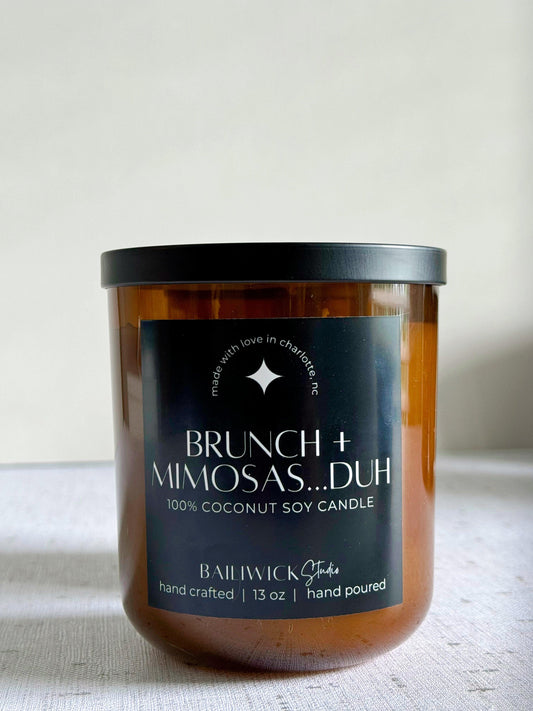 made with love in charlotte, nc
BRUNCH +
MIMOSAS...DUH
100% COCONUT SOY CANDLE
BAILIWICK Studio
hand crafted | 13 oz | hand poured